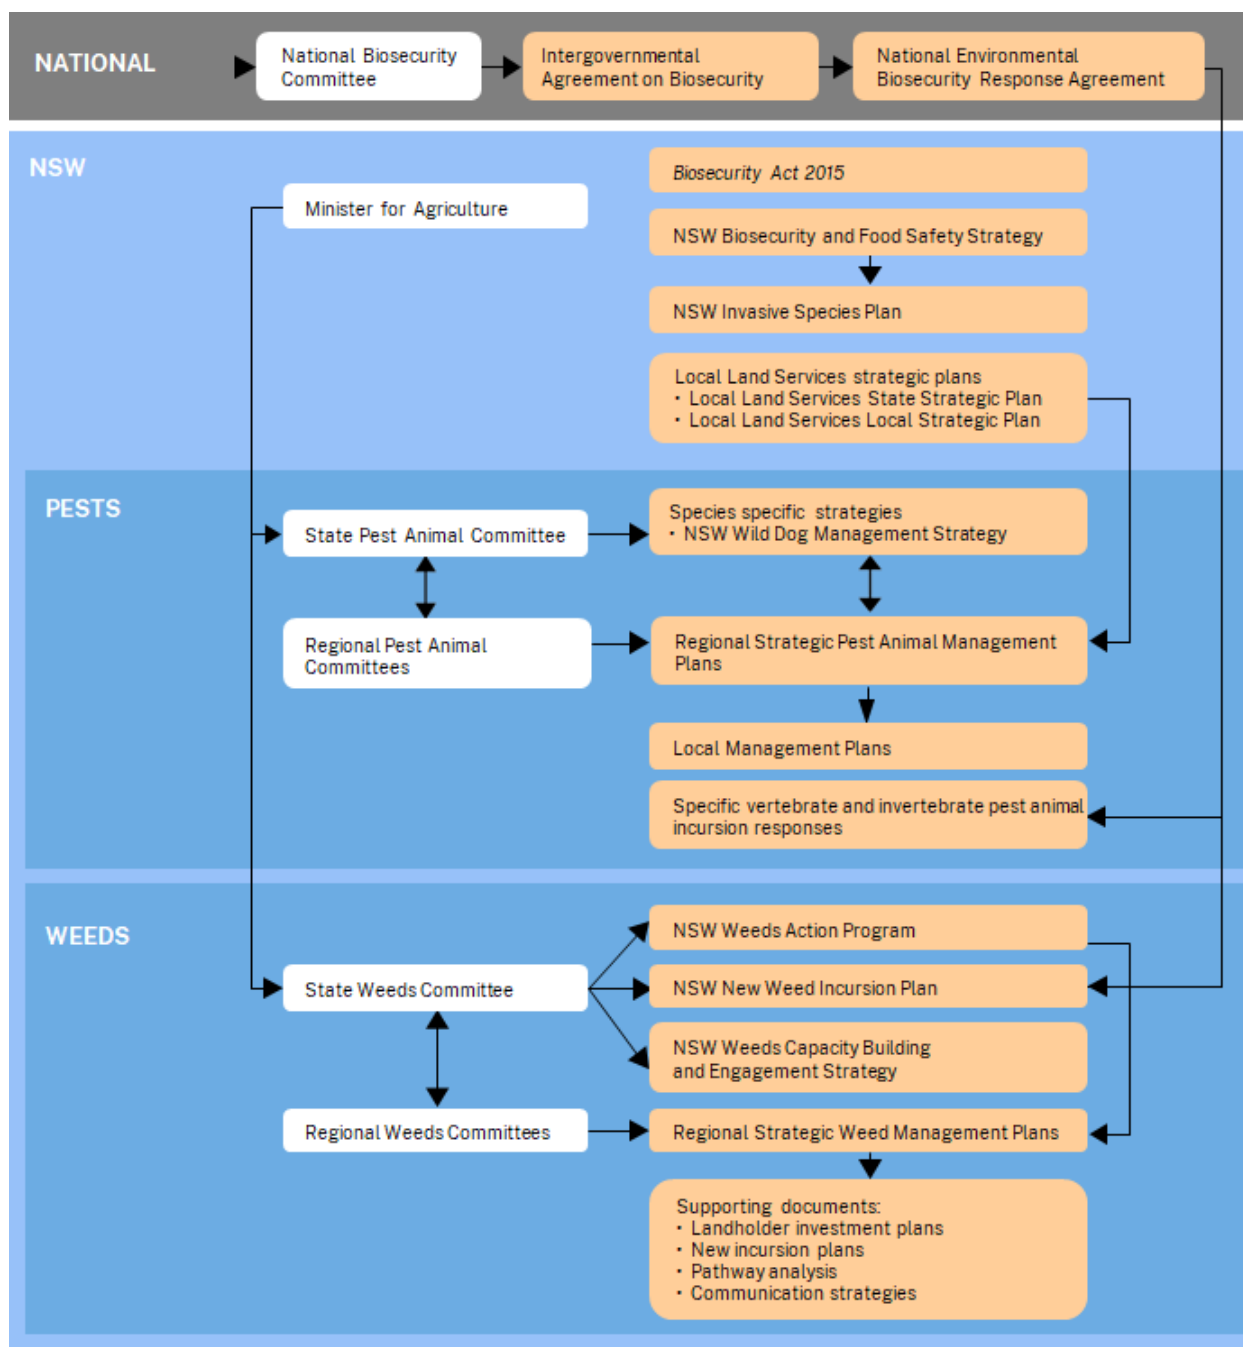 NATIONAL
National Biosecurity
Committee
Intergovernmental
Agreement on Biosecurity
National Environmental
Biosecurity Response Agreement
NSW
Minister for Agriculture
Biosecurity Act 2015
NSW Biosecurity and Food Safety Strategy
NSW Invasive Species Plan
Local Land Services strategic plans
• Local Land Services State Strategic Plan
• Local Land Services Local Strategic Plan
PESTS
State Pest Animal Committee
Species specific strategies
• NSW Wild Dog Management Strategy
Regional Pest Animal
Committees
Regional Strategic Pest Animal Management
Plans
Local Management Plans
Specific vertebrate and invertebrate pest animal
incursion responses
WEEDS
NSW Weeds Action Program
State Weeds Committee
NSW New Weed Incursion Plan
NSW Weeds Capacity Building
and Engagement Strategy
Regional Weeds Committees
Regional Strategic Weed Management Plans
Supporting documents:
• Landholder investment plans
• New incursion plans
• Pathway analysis
• Communication strategies